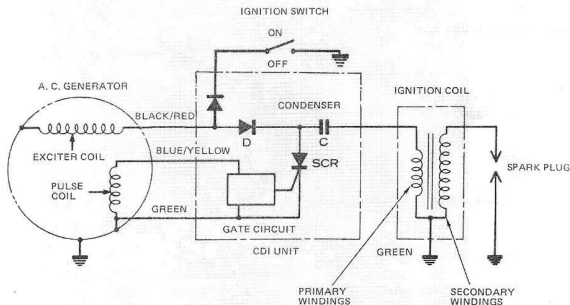 IGNITION SWITCH
ON
OFF
A. C. GENERATOR
IGNITION COIL
BLACK/RED
CONDENSER
EXCITER COIL
D
C
BLUE/YELLOW
SCR
SPARK PLUG
PULSE
COIL
GREEN
GATE CIRCUIT
CDI UNIT
GREEN
PRIMARY
WINDINGS
SECONDARY
WINDINGS